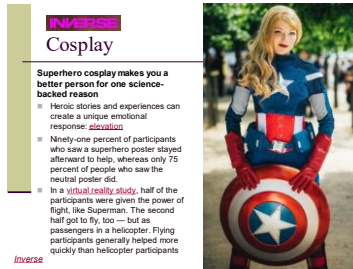 INVERSE
Cosplay
Superhero cosplay makes you a
better person for one science-
backed reason
Heroic stories and experiences can
create a unique emotional
response: elevation
Ninety-one percent of participants
who saw a superhero poster stayed
afterward to help, whereas only 75
percent of people who saw the
neutral poster did.
In a virtual reality study, half of the
participants were given the power of
flight, like Superman. The second
half got to fly, too — but as
passengers in a helicopter. Flying
participants generally helped more
quickly than helicopter participants
Inverse